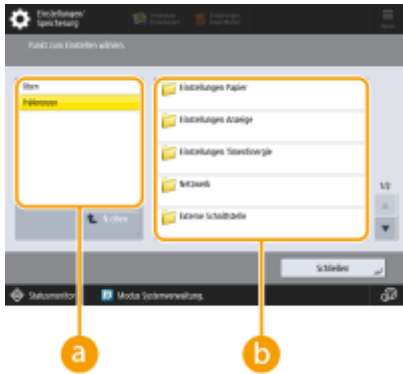 Einstellungen/
Speicherung
Punkt zum Einstellen wählen.
Oben
Präferenzen
N.oben
Einstellungen Papier
Einstellungen Anzeige
Einstellungen Timer/Energie
Netzwerk
Externe Schnittstelle
1/2
Schließen
Statusmonitor
Modus Systemverwaltung.
a
b